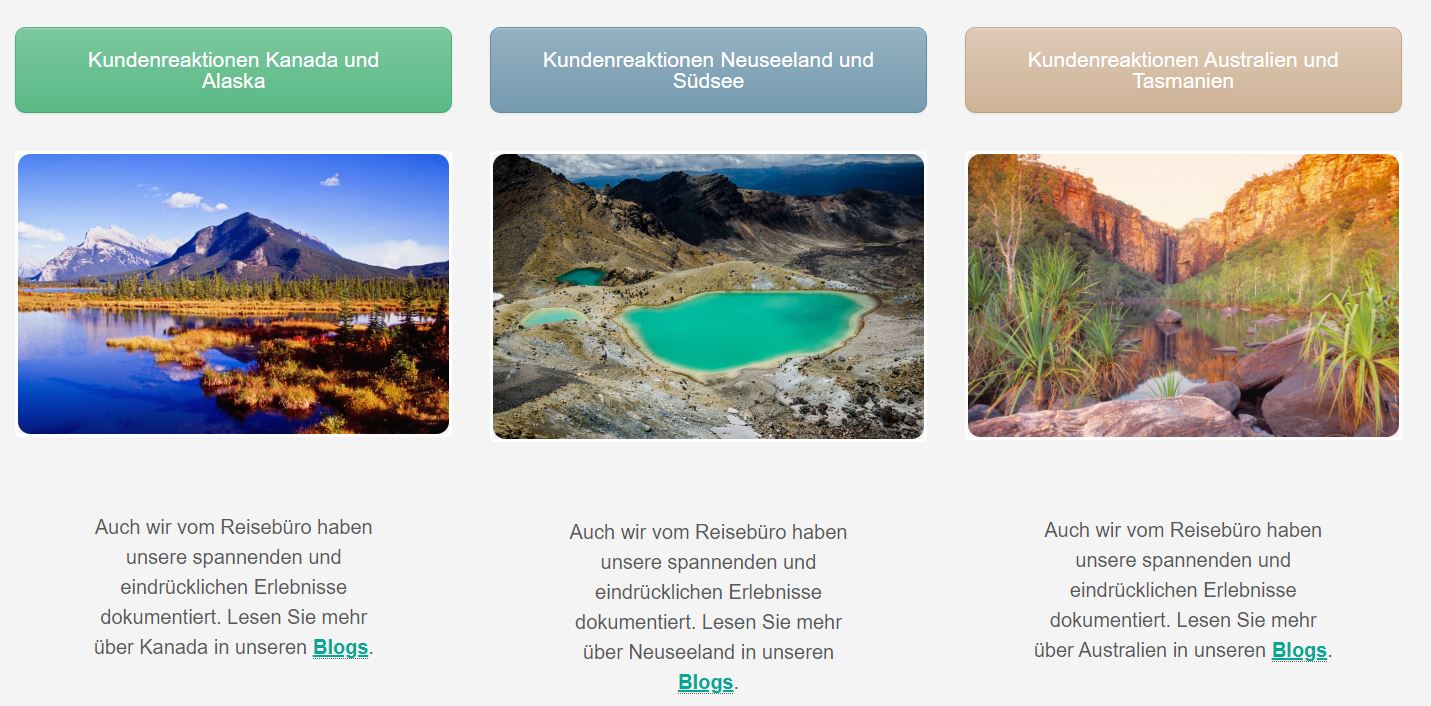 Kundenreaktionen Kanada und
Alaska
Kundenreaktionen Neuseeland und
Südsee
Kundenreaktionen Australien und
Tasmanien
Auch wir vom Reisebüro haben
unsere spannenden und
eindrücklichen Erlebnisse
dokumentiert. Lesen Sie mehr
über Kanada in unseren Blogs.
Auch wir vom Reisebüro haben
unsere spannenden und
eindrücklichen Erlebnisse
dokumentiert. Lesen Sie mehr
über Neuseeland in unseren
Blogs.
Auch wir vom Reisebüro haben
unsere spannenden und
eindrücklichen Erlebnisse
dokumentiert. Lesen Sie mehr
über Australien in unseren Blogs.